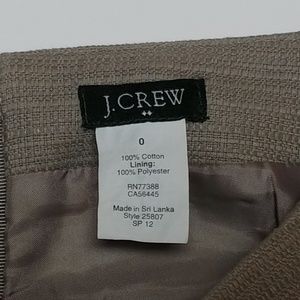 J.CREW
0
100% Cotton
Lining:
100% Polyester
RN77388
CA56445
Made in Sri Lanka
Style 25807
SP 12